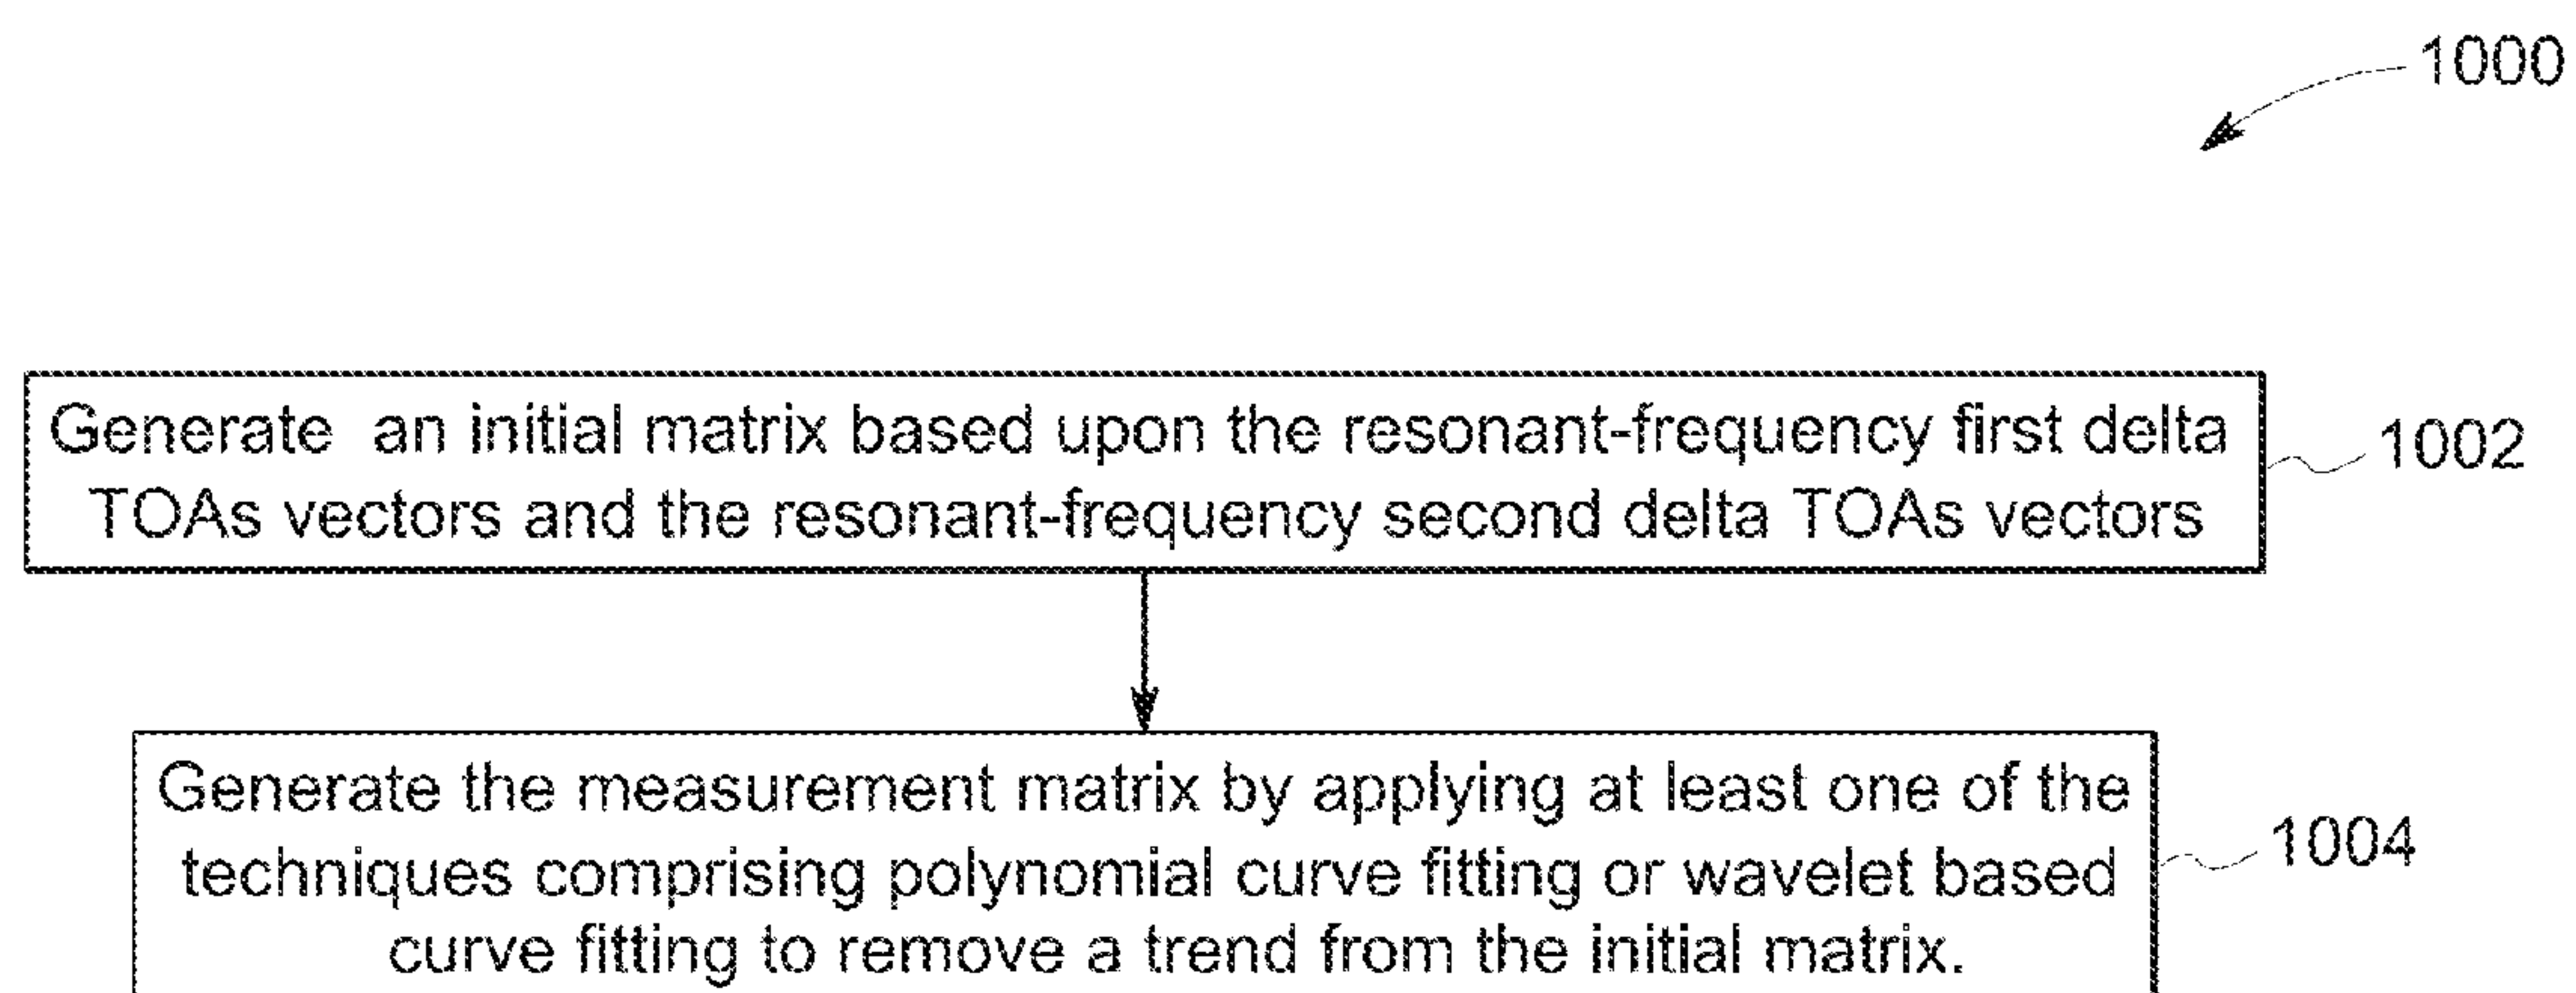 1000
Generate an initial matrix based upon the resonant-frequency first delta
TOAs vectors and the resonant-frequency second delta TOAs vectors
1002
Generate the measurement matrix by applying at least one of the
techniques comprising polynomial curve fitting or wavelet based
curve fitting to remove a trend from the initial matrix.
1004